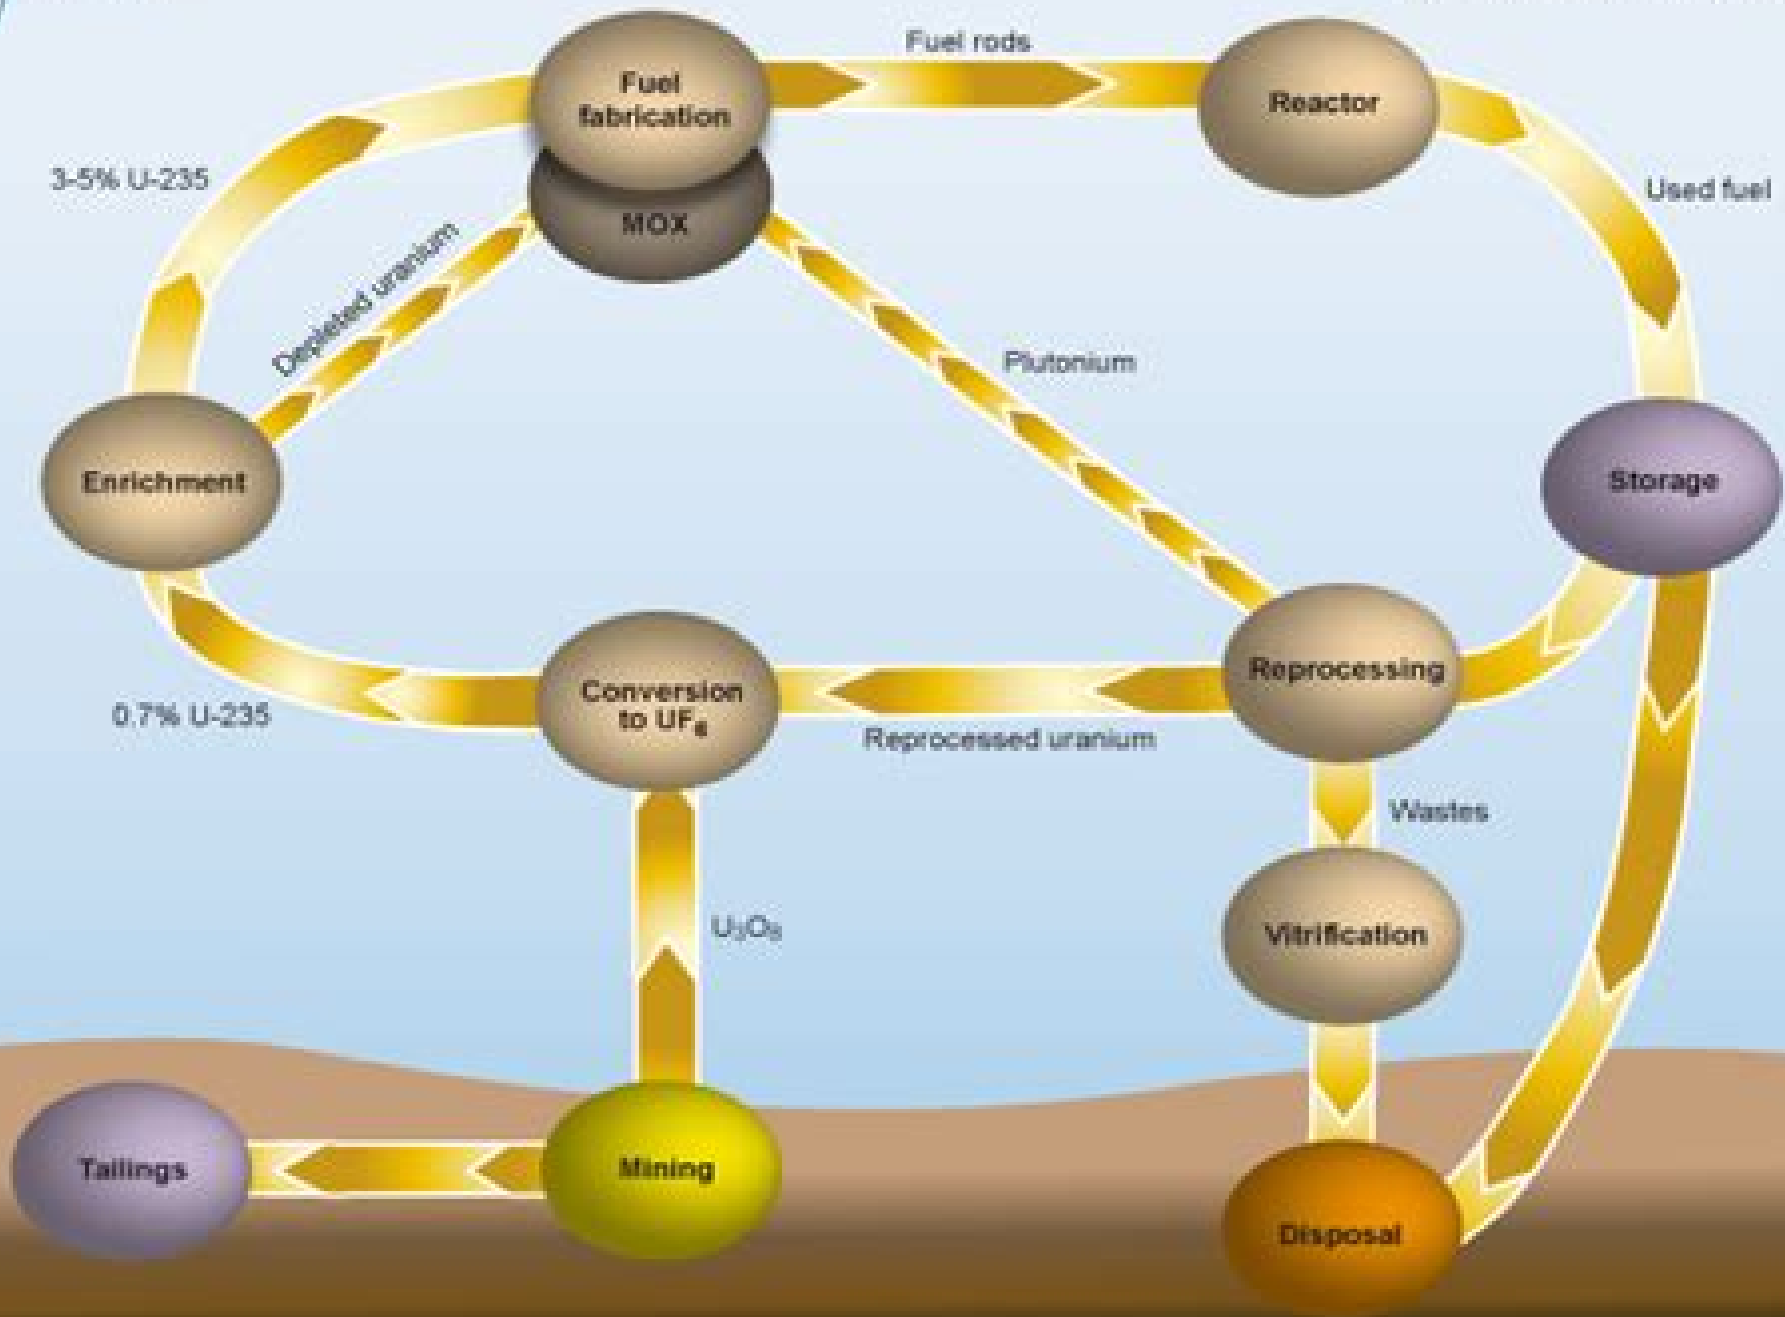 Fuel rods
Fuel
fabrication
Reactor
3-5% U-235
Used fuel
MOX
Depleted uranium
Plutonium
Enrichment
Storage
Reprocessing
Conversion
to UF₆
0.7% U-235
Reprocessed uranium
Wastes
U₃O₈
Vitrification
Tailings
Mining
Disposal